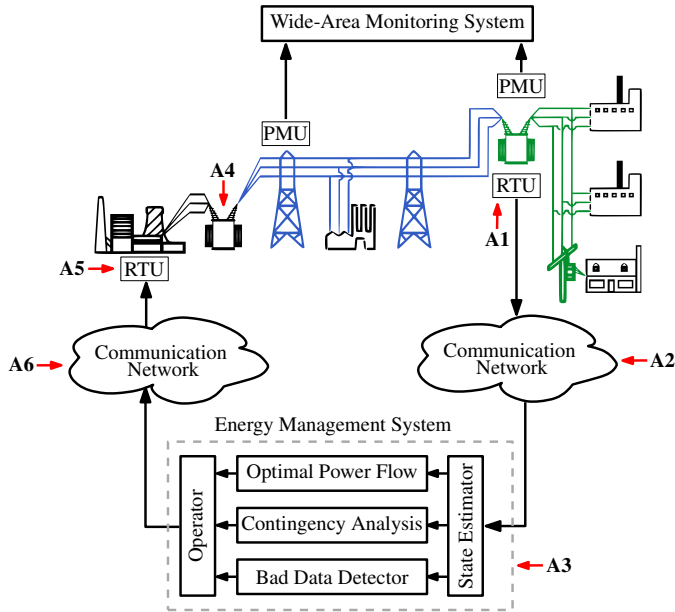 Wide-Area Monitoring System
PMU
PMU
A4
RTU
A1
A5
RTU
Communication
Network
A6
Communication
Network
A2
Energy Management System
Operator
Optimal Power Flow
Contingency Analysis
Bad Data Detector
State Estimator
A3